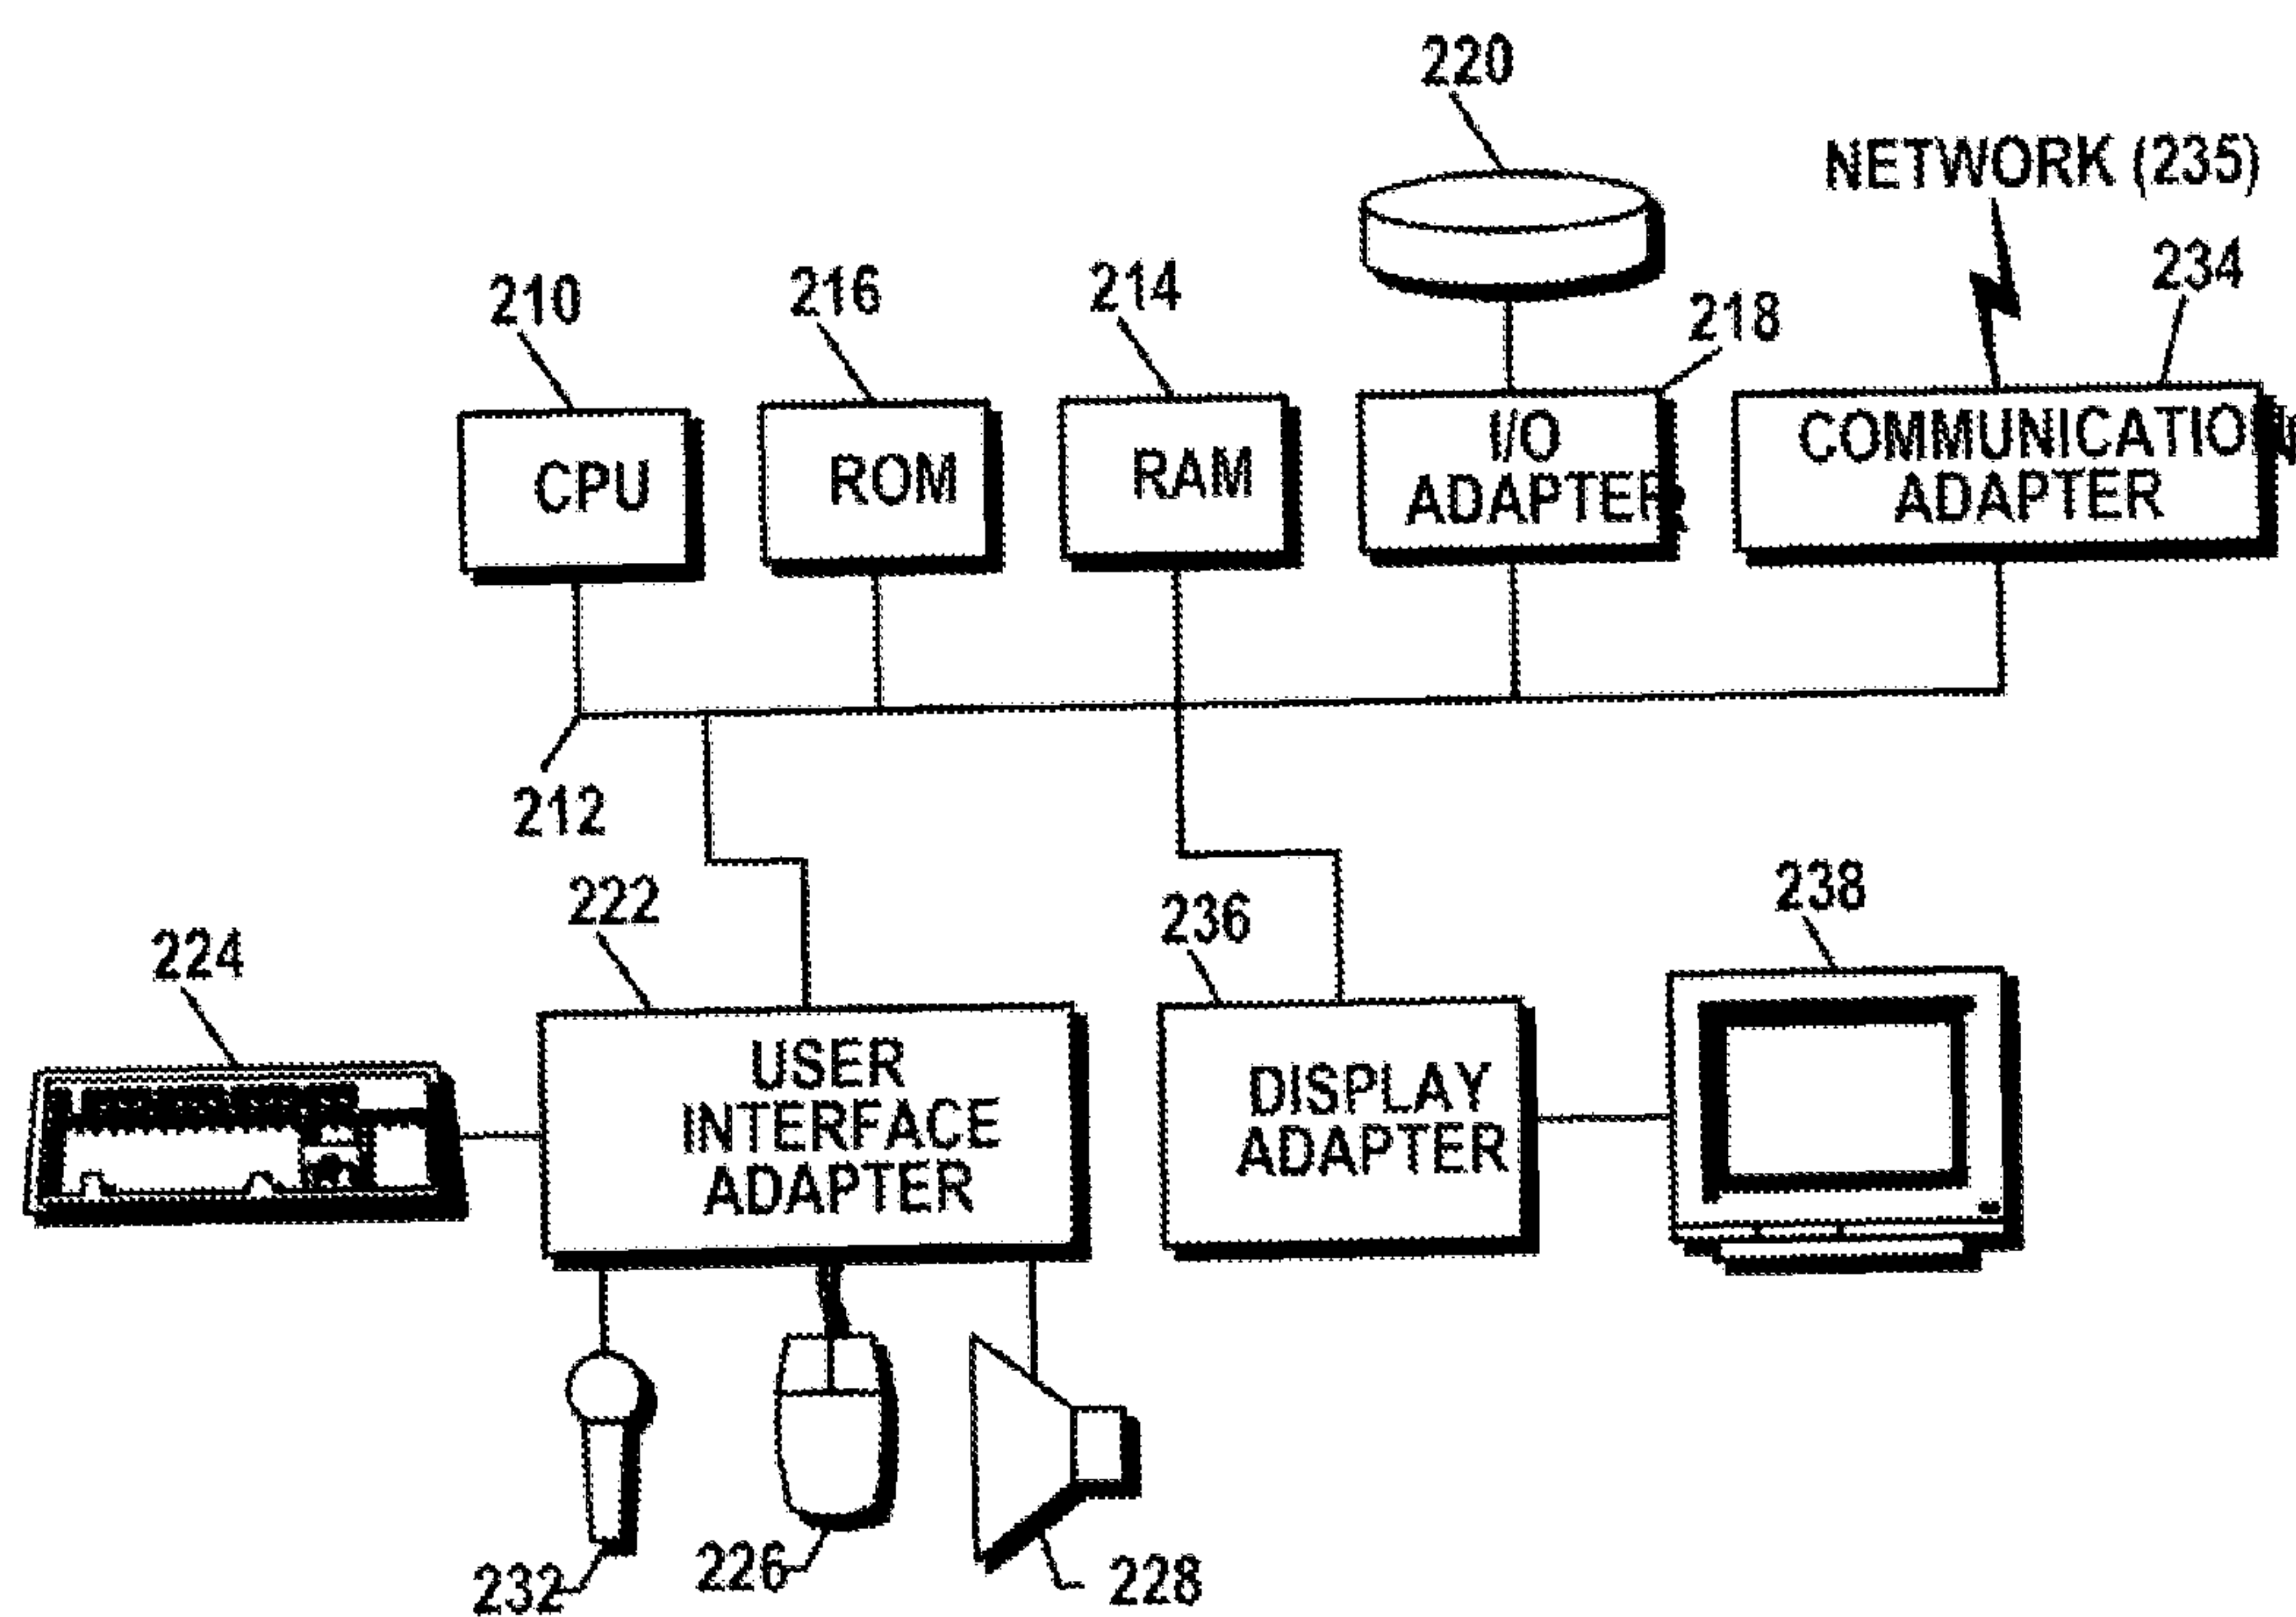 220
NETWORK (235)
234
210
216
214
218
CPU
ROM
RAM
I/O
ADAPTER
COMMUNICATION
ADAPTER
212
222
236
238
224
USER
INTERFACE
ADAPTER
DISPLAY
ADAPTER
232
226
228